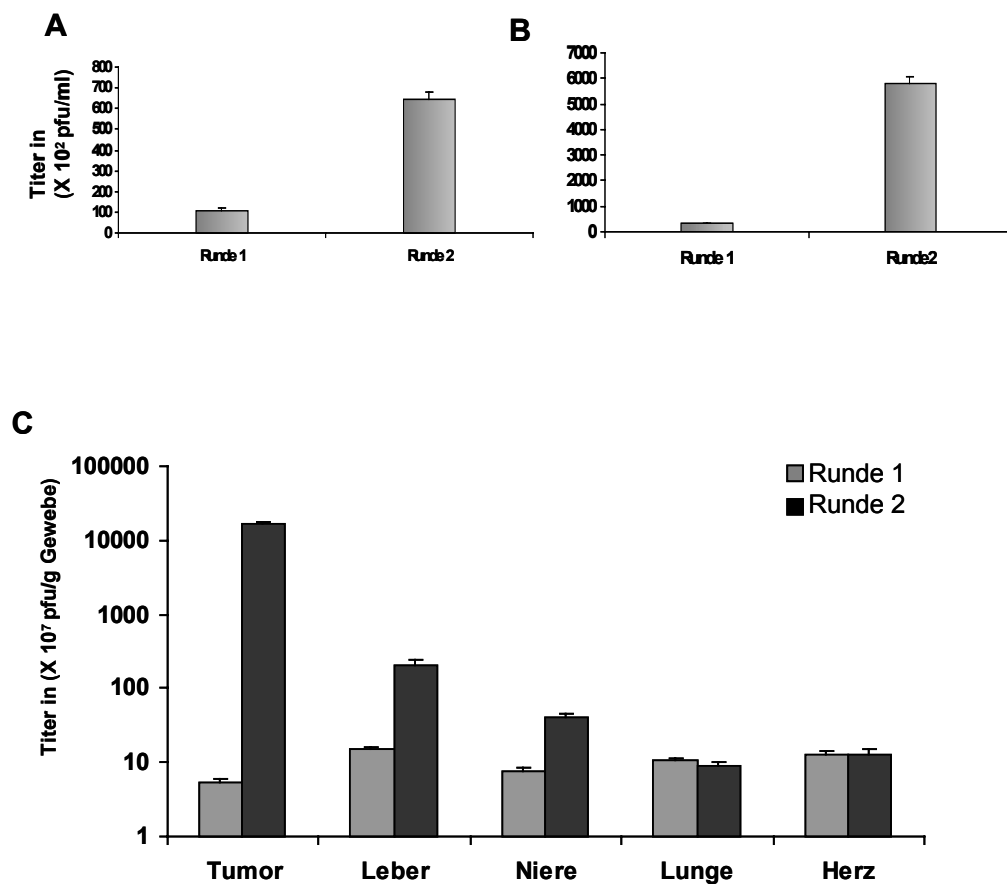 A
Titer in
(X 10² pfu/ml)
800
700
600
500
400
300
200
100
0
Runde 1
Runde 2
B
7000
6000
5000
4000
3000
2000
1000
0
Runde 1
Runde2
C
Titer in (X 10⁷ pfu/g Gewebe)
100000
10000
1000
100
10
1
Runde 1
Runde 2
Tumor
Leber
Niere
Lunge
Herz